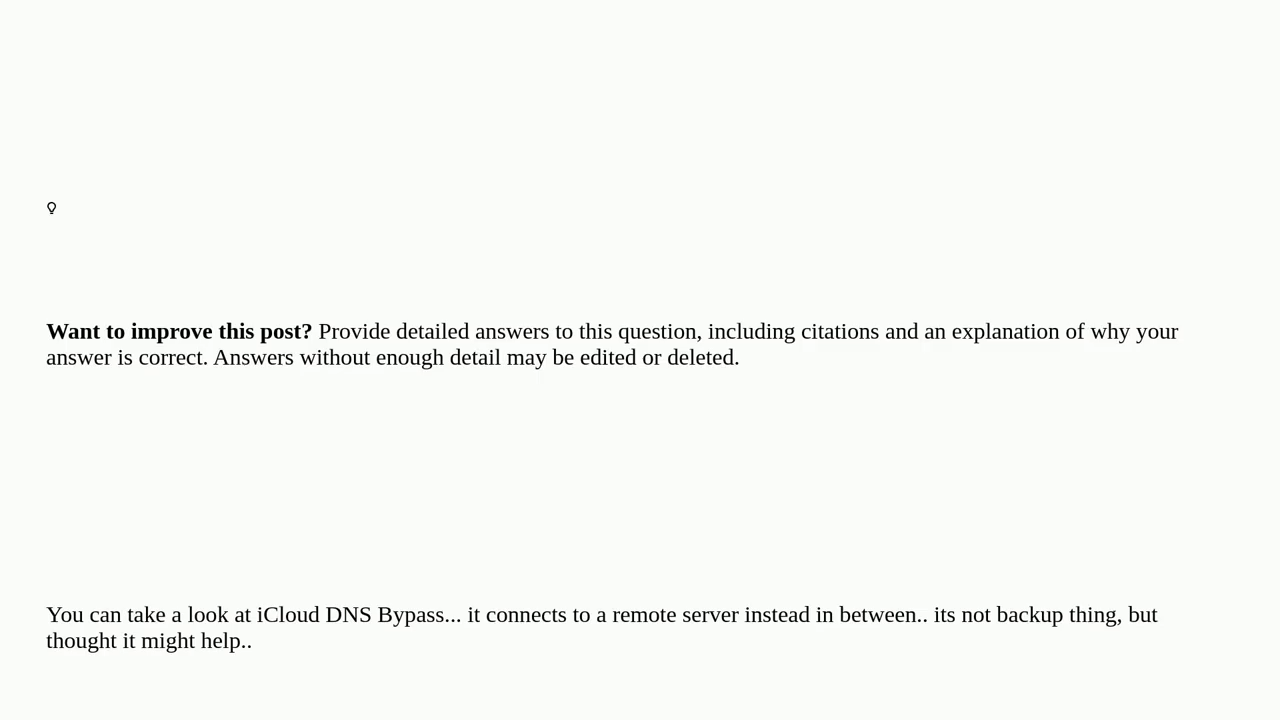 Want to improve this post? Provide detailed answers to this question, including citations and an explanation of why your
answer is correct. Answers without enough detail may be edited or deleted.
You can take a look at iCloud DNS Bypass... it connects to a remote server instead in between.. its not backup thing, but
thought it might help..